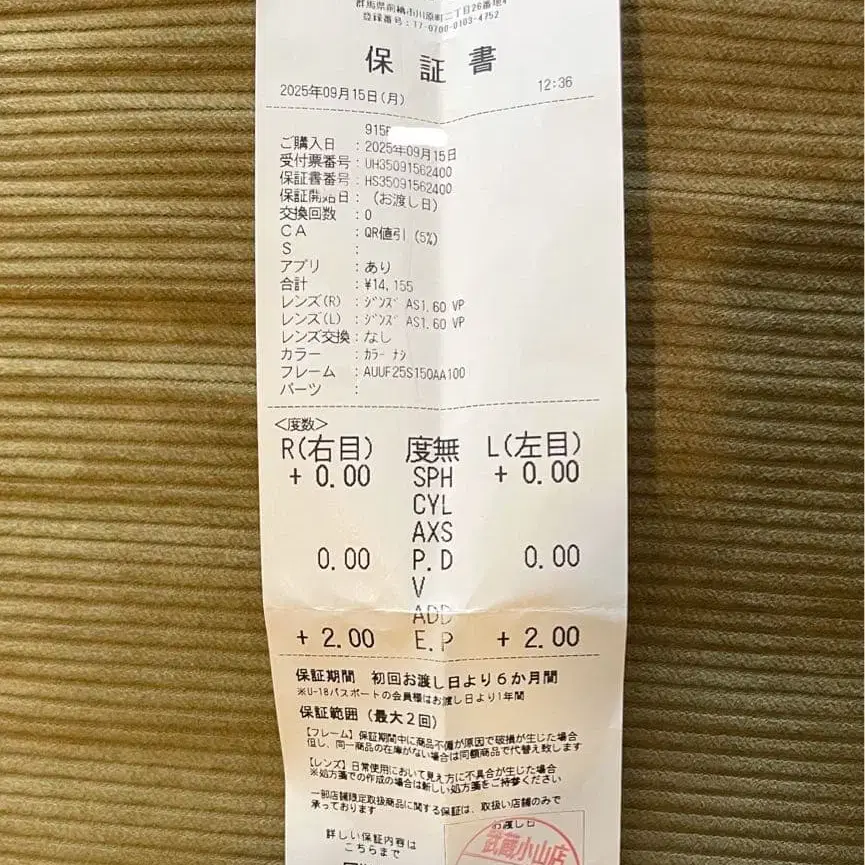 群馬県前橋市川原町二丁目26番地4
登録番号：T7-0700-0103-4752
保証書
2025年09月15日(月) 12:36
915
ご購入日 ：2025年09月15日
受付票番号：UH35091562400
保証書番号：HS35091562400
保証開始日：(お渡し日)
交換回数 ：0
ＣＡ ：QR値引 (5%)
Ｓ ：
アプリ ：あり
合計 ：¥14,155
レンズ(R) ：ｼﾞﾝｽﾞ AS1.60 VP
レンズ(L) ：ｼﾞﾝｽﾞ AS1.60 VP
レンズ交換：なし
カラー ：ｶﾗｰ ﾅｼ
フレーム ：AUUF25S150AA100
パーツ ：
＜度数＞
R(右目) 度無 L(左目)
+ 0.00 SPH + 0.00
CYL
AXS
0.00 P.D 0.00
V
ADD
+ 2.00 E.P + 2.00
保証期間 初回お渡し日より６か月間
※U-18パスポートの会員様はお渡し日より1年間
保証範囲（最大２回）
【フレーム】保証期間中に商品不備が原因で破損が生じた場合
但し、同一商品の在庫がない場合は同額商品で代替え致します
【レンズ】日常使用において見え方に不具合が生じた場合
※処方箋での作成の場合は新しい処方箋をご持参ください
一部店舗限定取扱商品に関する保証は、取扱い店舗のみで
承っております
お渡し日
詳しい保証内容は
こちらまで
武蔵小山店